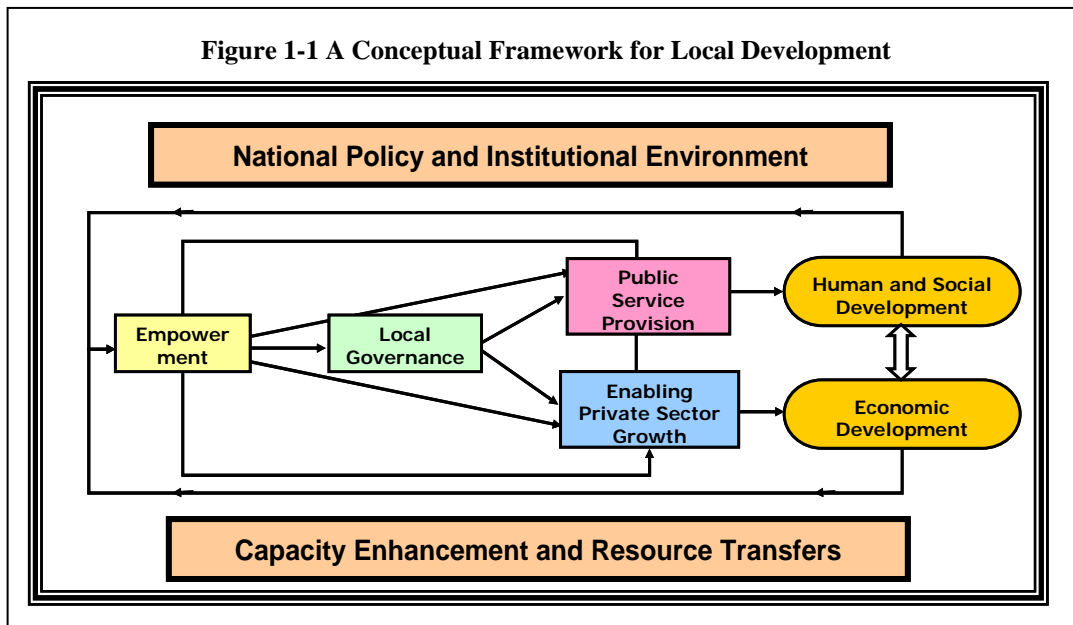 Figure 1-1 A Conceptual Framework for Local Development
National Policy and Institutional Environment
Empower
ment
Local
Governance
Public
Service
Provision
Enabling
Private Sector
Growth
Human and Social
Development
Economic
Development
Capacity Enhancement and Resource Transfers